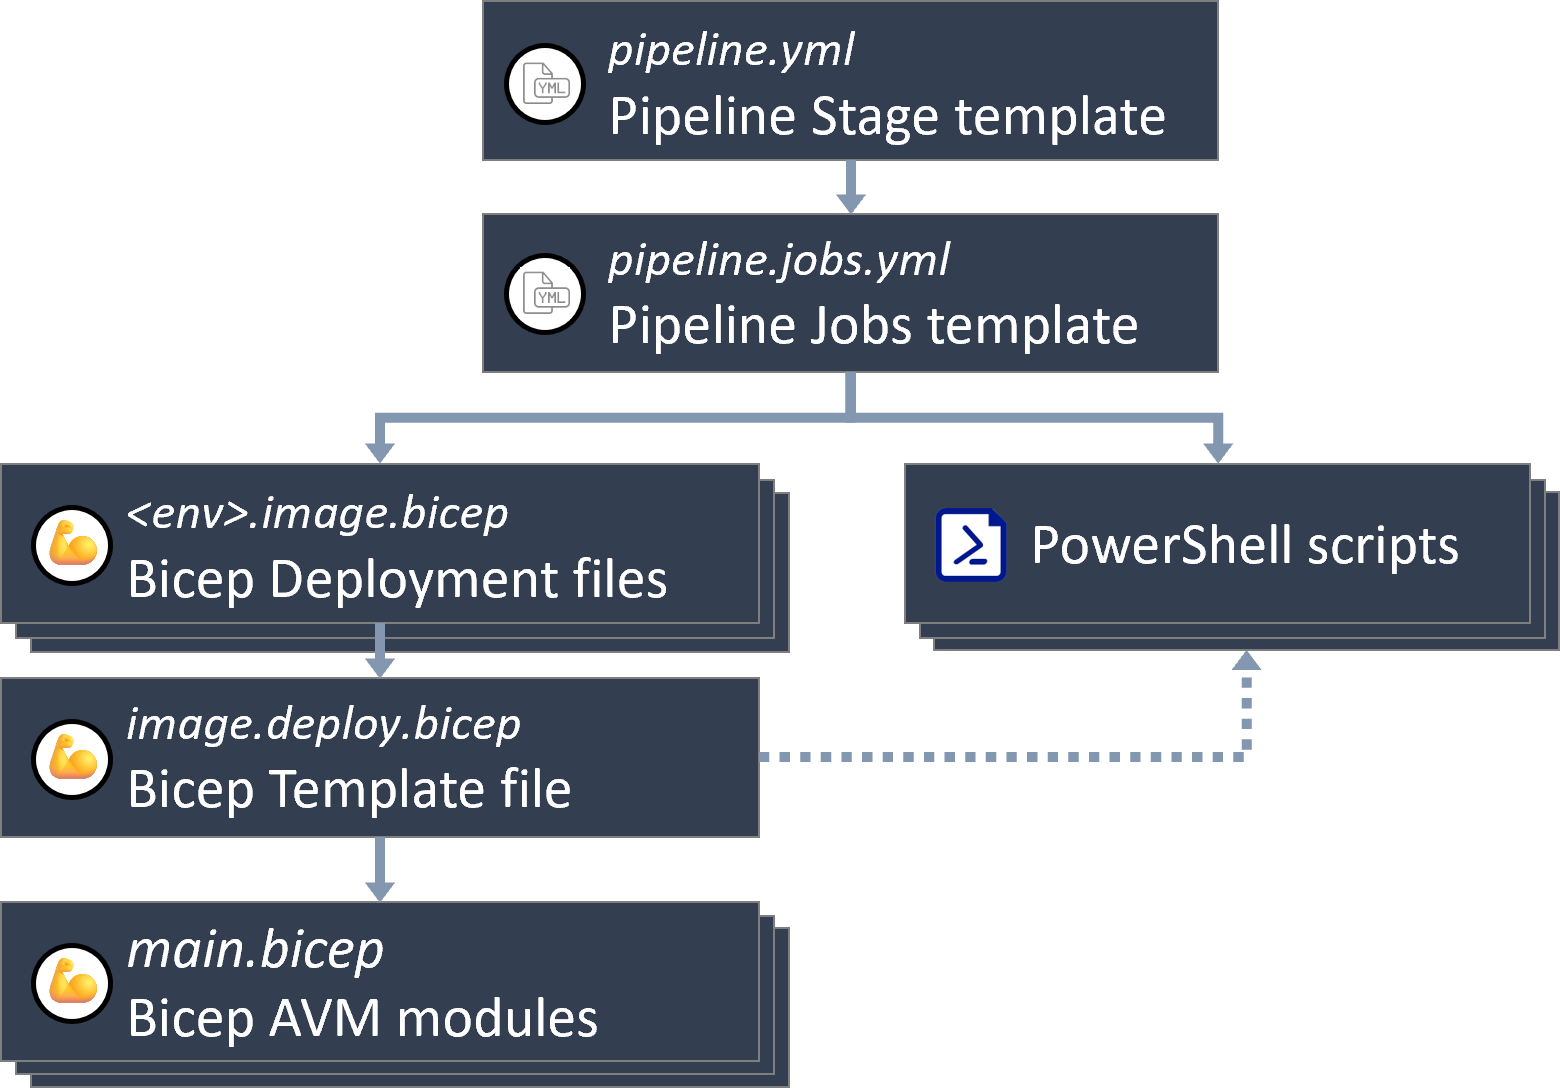 pipeline.yml
YML
Pipeline Stage template
pipeline.jobs.yml
YML
Pipeline Jobs template
<env>.image.bicep
Bicep Deployment files
PowerShell scripts
image.deploy.bicep
Bicep Template file
main.bicep
Bicep AVM modules